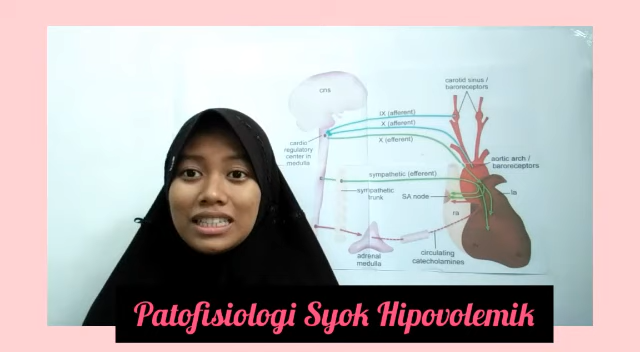 cns
carotid sinus /
baroreceptors
IX (afferent)
X (afferent)
X (efferent)
cardio
regulatory
center in
medulla
aortic arch /
baroreceptors
sympathetic (efferent)
sympathetic
trunk
SA node
la
ra
adrenal
medulla
circulating
catecholamines
Patofisiologi Syok Hipovolemik